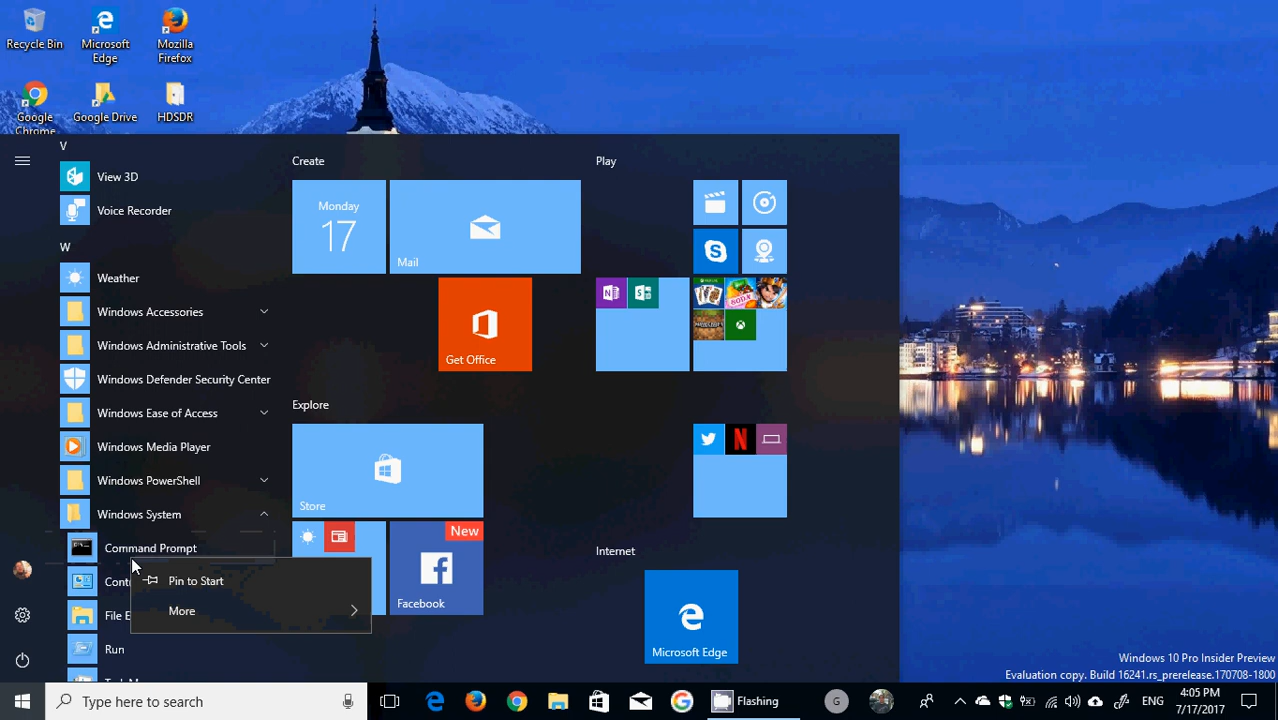 Recycle Bin
Microsoft Edge
Mozilla Firefox
Google Chrome
Google Drive
HDSDR
V
View 3D
Voice Recorder
W
Weather
Windows Accessories
Windows Administrative Tools
Windows Defender Security Center
Windows Ease of Access
Windows Media Player
Windows PowerShell
Windows System
Command Prompt
Cont
File E
Run
Pin to Start
More
Create
Monday
17
Mail
Get Office
Explore
Store
New
Facebook
Play
Internet
Microsoft Edge
Windows 10 Pro Insider Preview
Evaluation copy. Build 16241.rs_prerelease.170708-1800
Type here to search
Flashing
G
ENG
4:05 PM
7/17/2017